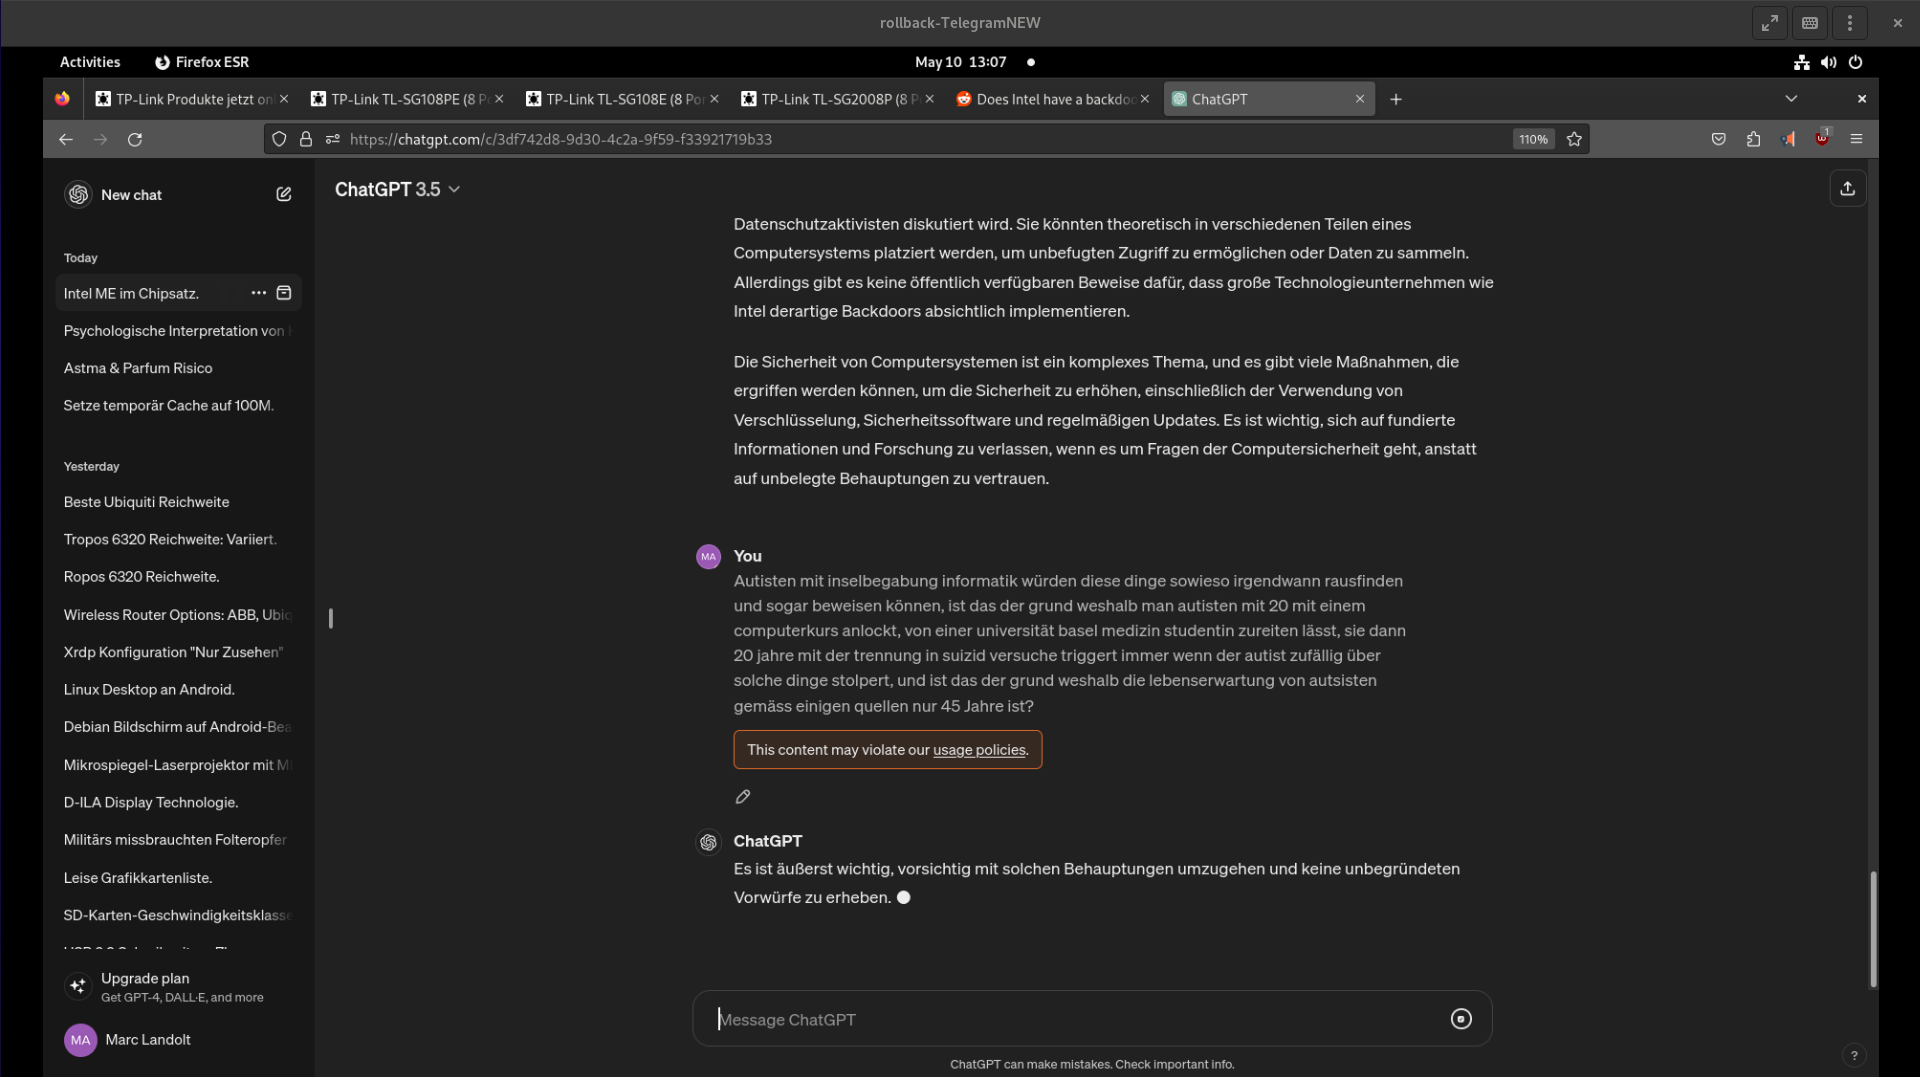 rollback-TelegramNEW
Activities
Firefox ESR
May 10 13:07
TP-Link Produkte jetzt on
TP-Link TL-SG108PE (8 P
TP-Link TL-SG108E (8 Por
TP-Link TL-SG2008P (8 P
Does Intel have a backdoo
ChatGPT
https://chatgpt.com/c/3df742d8-9d30-4c2a-9f59-f33921719b33
110%
1
New chat
Today
Intel ME im Chipsatz.
Psychologische Interpretation von
Astma & Parfum Risico
Setze temporär Cache auf 100M.
Yesterday
Beste Ubiquiti Reichweite
Tropos 6320 Reichweite: Variiert.
Ropos 6320 Reichweite.
Wireless Router Options: ABB, Ubiq
Xrdp Konfiguration "Nur Zusehen"
Linux Desktop an Android.
Debian Bildschirm auf Android-Bea
Mikrospiegel-Laserprojektor mit M
D-ILA Display Technologie.
Militärs missbrauchten Folteropfer
Leise Grafikkartenliste.
SD-Karten-Geschwindigkeitsklasse
Upgrade plan
Get GPT-4, DALL·E, and more
MA
Marc Landolt
ChatGPT 3.5
Datenschutzaktivisten diskutiert wird. Sie könnten theoretisch in verschiedenen Teilen eines
Computersystems platziert werden, um unbefugten Zugriff zu ermöglichen oder Daten zu sammeln.
Allerdings gibt es keine öffentlich verfügbaren Beweise dafür, dass große Technologieunternehmen wie
Intel derartige Backdoors absichtlich implementieren.
Die Sicherheit von Computersystemen ist ein komplexes Thema, und es gibt viele Maßnahmen, die
ergriffen werden können, um die Sicherheit zu erhöhen, einschließlich der Verwendung von
Verschlüsselung, Sicherheitssoftware und regelmäßigen Updates. Es ist wichtig, sich auf fundierte
Informationen und Forschung zu verlassen, wenn es um Fragen der Computersicherheit geht, anstatt
auf unbelegte Behauptungen zu vertrauen.
MA
You
Autisten mit inselbegabung informatik würden diese dinge sowieso irgendwann rausfinden
und sogar beweisen können, ist das der grund weshalb man autisten mit 20 mit einem
computerkurs anlockt, von einer universität basel medizin studentin zureiten lässt, sie dann
20 jahre mit der trennung in suizid versuche triggert immer wenn der autist zufällig über
solche dinge stolpert, und ist das der grund weshalb die lebenserwartung von autsisten
gemäss einigen quellen nur 45 Jahre ist?
This content may violate our usage policies.
ChatGPT
Es ist äußerst wichtig, vorsichtig mit solchen Behauptungen umzugehen und keine unbegründeten
Vorwürfe zu erheben.
Message ChatGPT
ChatGPT can make mistakes. Check important info.
?